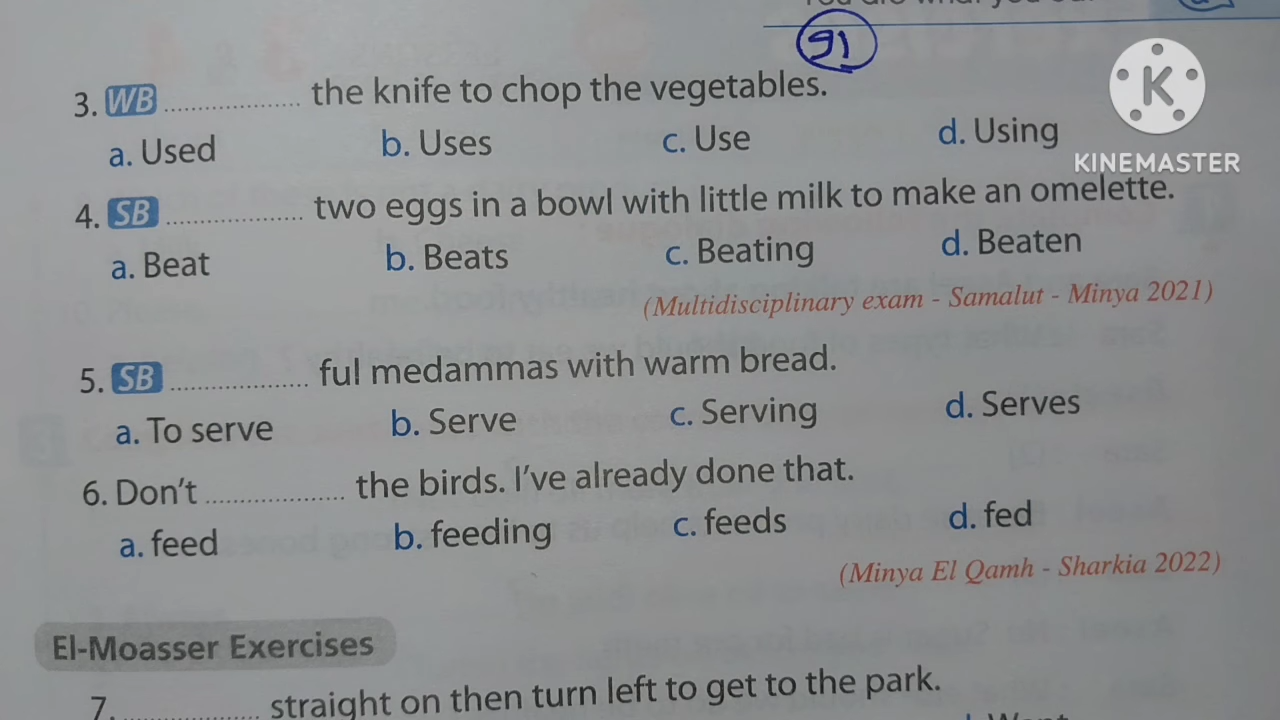 91
K
KINEMASTER
3. WB .................... the knife to chop the vegetables.
a. Used b. Uses c. Use d. Using
4. SB .................... two eggs in a bowl with little milk to make an omelette.
a. Beat b. Beats c. Beating d. Beaten
(Multidisciplinary exam - Samalut - Minya 2021)
5. SB .................... ful medammas with warm bread.
a. To serve b. Serve c. Serving d. Serves
6. Don't .................... the birds. I've already done that.
a. feed b. feeding c. feeds d. fed
(Minya El Qamh - Sharkia 2022)
El-Moasser Exercises
7. .................... straight on then turn left to get to the park.